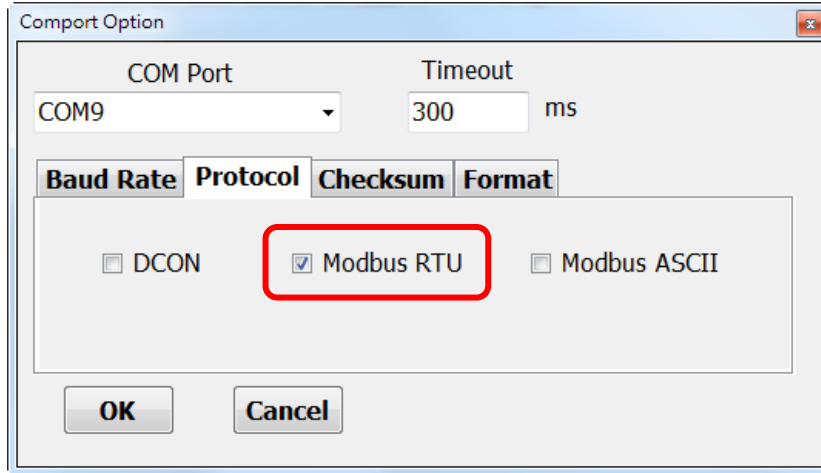 Comport Option
COM Port Timeout
COM9 300 ms
Baud Rate Protocol Checksum Format
DCON Modbus RTU Modbus ASCII
OK Cancel